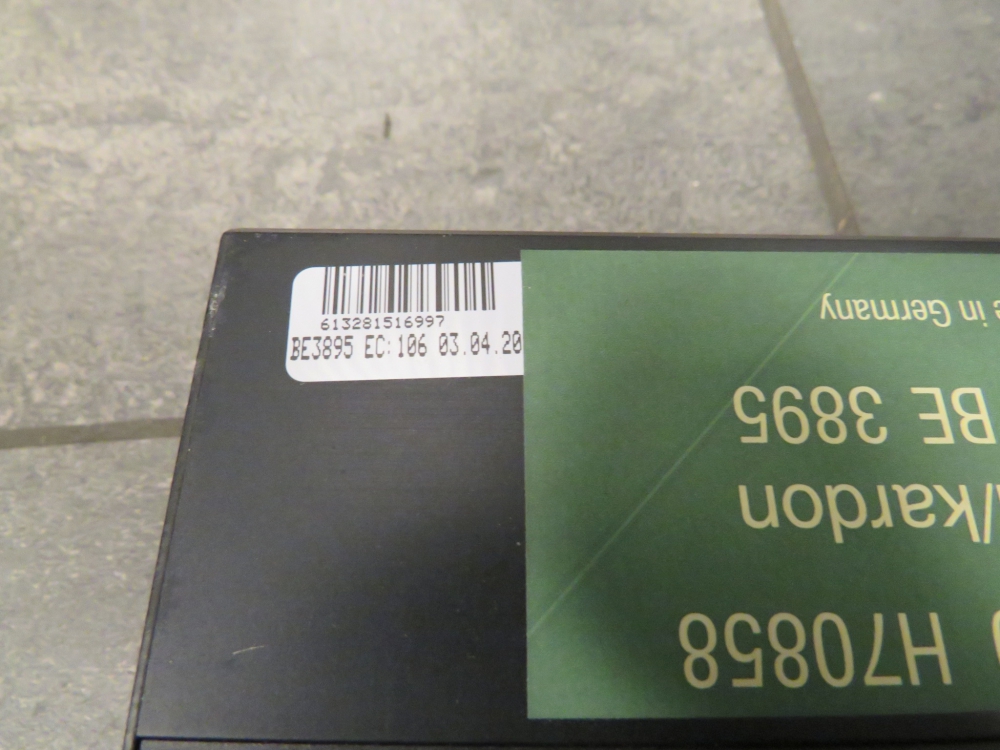 613281516997
BE3895 EC: 106 03.04.20
H70858
/kardon
BE 3895
in Germany